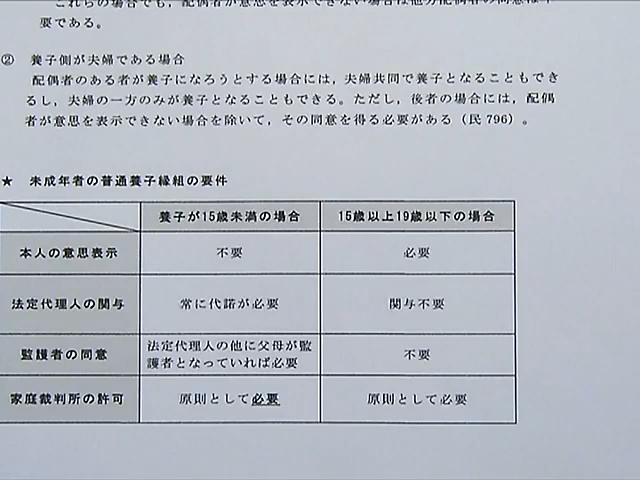 これらの場合でも，配偶者が意思を表示できない場合は他方配偶者の同意は不
要である。
② 養子側が夫婦である場合
配偶者のある者が養子になろうとする場合には，夫婦共同で養子となることもでき
るし，夫婦の一方のみが養子となることもできる。ただし，後者の場合には，配偶
者が意思を表示できない場合を除いて，その同意を得る必要がある（民 796）。
★ 未成年者の普通養子縁組の要件
養子が15歳未満の場合 15歳以上19歳以下の場合
本人の意思表示 不要 必要
法定代理人の関与 常に代諾が必要 関与不要
監護者の同意 法定代理人の他に父母が監 不要
護者となっていれば必要
家庭裁判所の許可 原則として必要 原則として必要